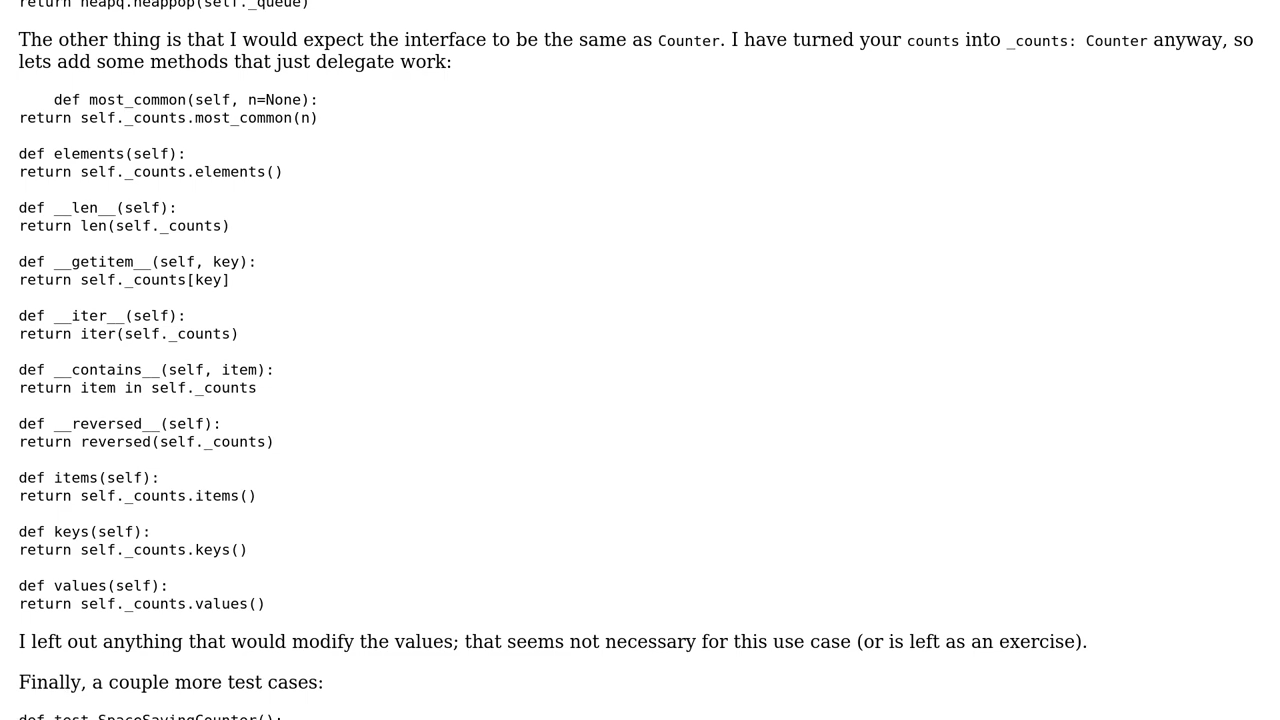 return heapq.heappop(self._queue)
The other thing is that I would expect the interface to be the same as Counter. I have turned your counts into _counts: Counter anyway, so
lets add some methods that just delegate work:
def most_common(self, n=None):
return self._counts.most_common(n)
def elements(self):
return self._counts.elements()
def __len__(self):
return len(self._counts)
def __getitem__(self, key):
return self._counts[key]
def __iter__(self):
return iter(self._counts)
def __contains__(self, item):
return item in self._counts
def __reversed__(self):
return reversed(self._counts)
def items(self):
return self._counts.items()
def keys(self):
return self._counts.keys()
def values(self):
return self._counts.values()
I left out anything that would modify the values; that seems not necessary for this use case (or is left as an exercise).
Finally, a couple more test cases:
def test_SpaceSavingCounter():